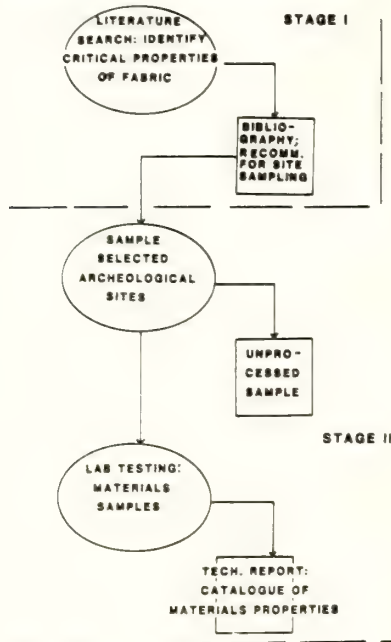 LITERATURE
SEARCH: IDENTIFY
CRITICAL PROPERTIES
OF FABRIC
STAGE I
BIBLIO-
GRAPHY;
RECOMM.
FOR SITE
SAMPLING
SAMPLE
SELECTED
ARCHEOLOGICAL
SITES
UNPRO-
CESSED
SAMPLE
STAGE II
LAB TESTING:
MATERIALS
SAMPLES
TECH. REPORT:
CATALOGUE OF
MATERIALS PROPERTIES